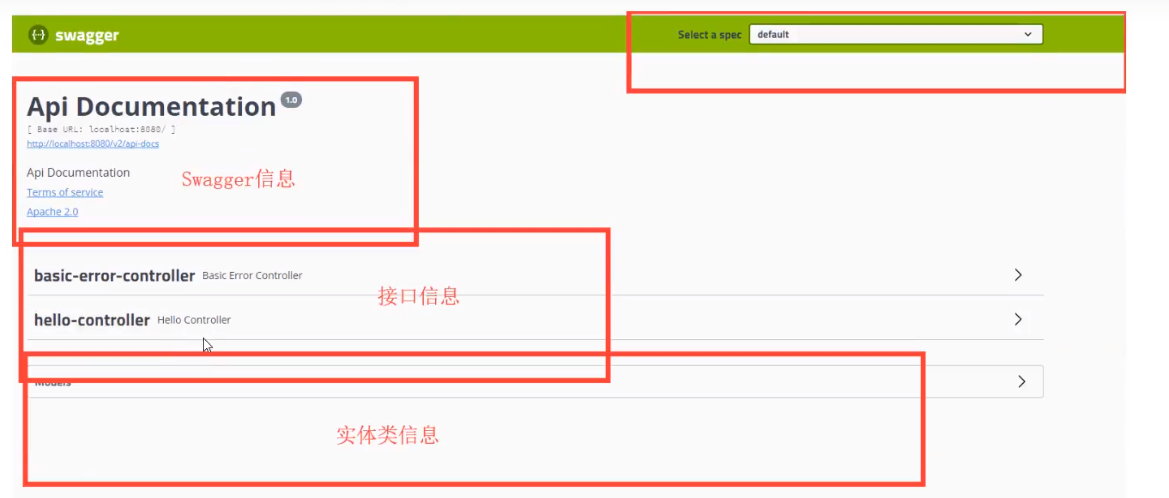 swagger
Select a spec default
Api Documentation 1.0
[ Base URL: localhost:8080/ ]
http://localhost:8080/v2/api-docs
Api Documentation
Swagger信息
Terms of service
Apache 2.0
basic-error-controller Basic Error Controller
接口信息
hello-controller Hello Controller
Models
实体类信息